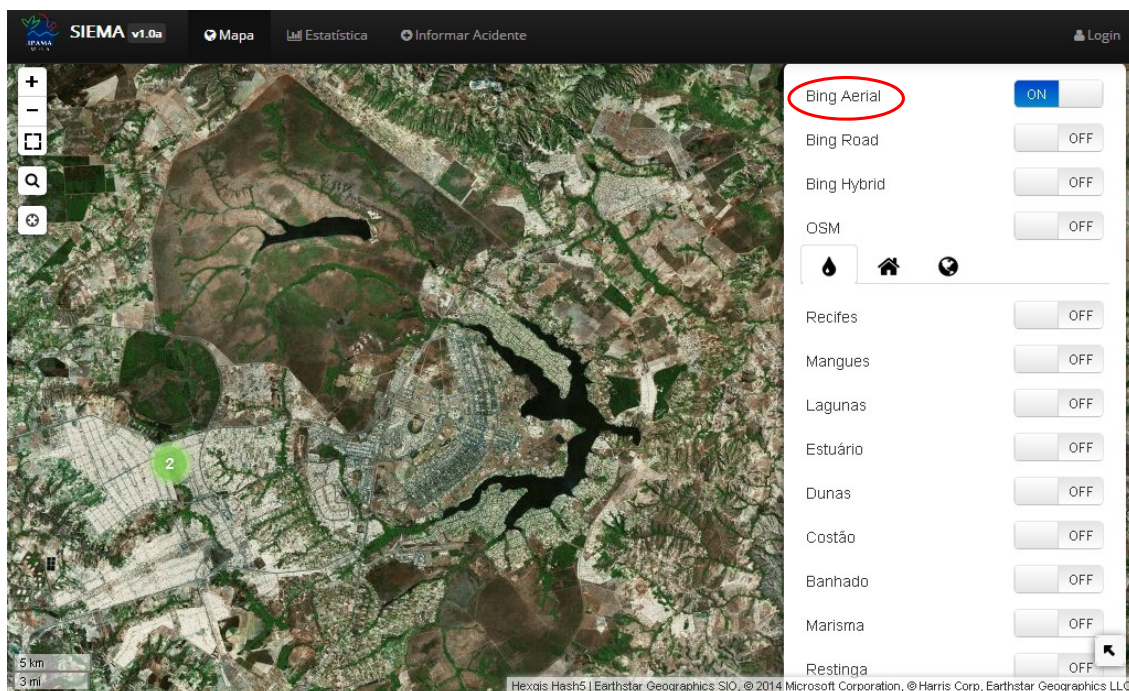 IBAMA
SIEMA v1.0a
Mapa
Estatística
Informar Acidente
Login
+
−
Bing Aerial ON
Bing Road OFF
Bing Hybrid OFF
OSM OFF
Recifes OFF
Mangues OFF
Lagunas OFF
Estuário OFF
2
Dunas OFF
Costão OFF
Banhado OFF
Marisma OFF
Restinga OFF
5 km
3 mi
Hexgis Hash5 | Earthstar Geographics SIO, © 2014 Microsoft Corporation, © Harris Corp, Earthstar Geographics LLC